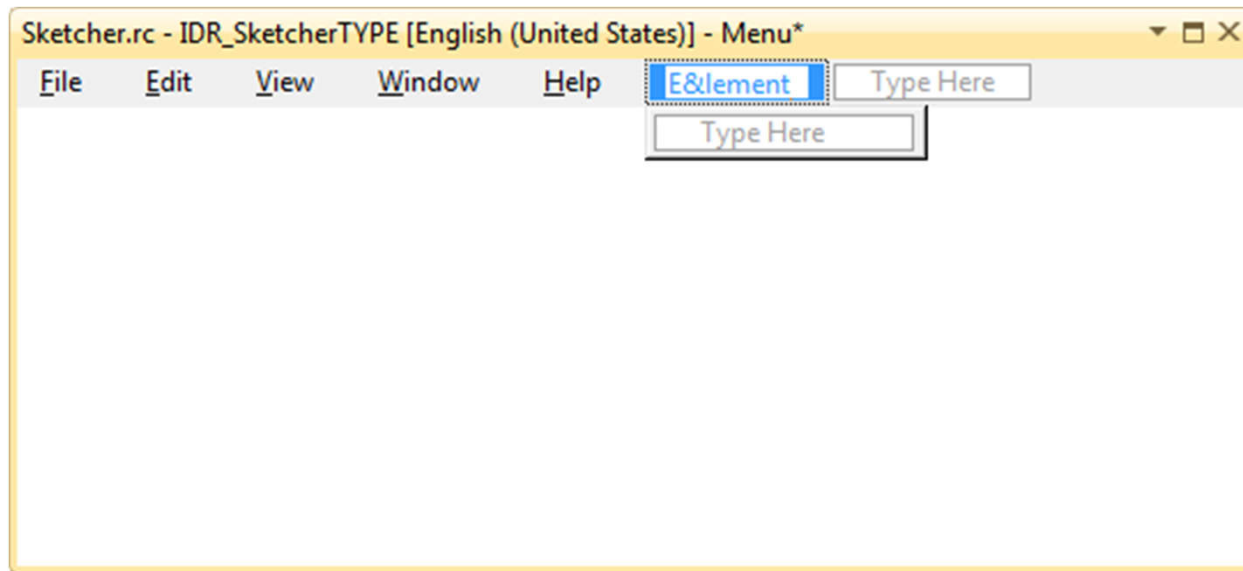 Sketcher.rc - IDR_SketcherTYPE [English (United States)] - Menu*
File Edit View Window Help E&lement Type Here
Type Here